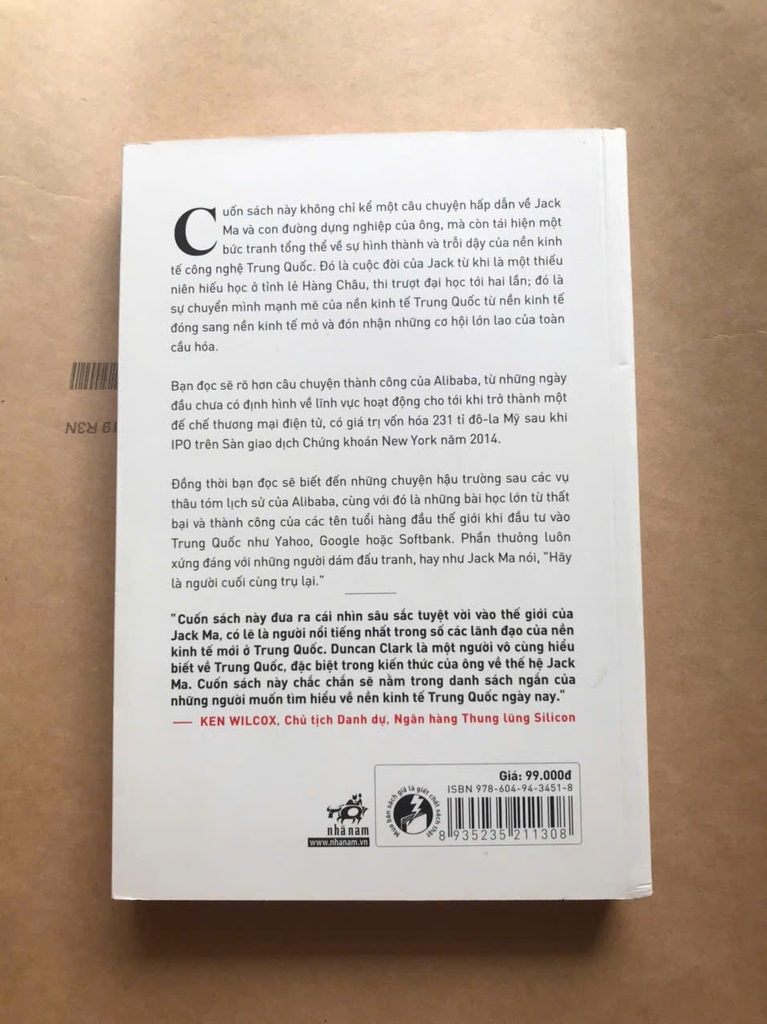 Cuốn sách này không chỉ kể một câu chuyện hấp dẫn về Jack
Ma và con đường dựng nghiệp của ông, mà còn tái hiện một
bức tranh tổng thể về sự hình thành và trỗi dậy của nền kinh
tế công nghệ Trung Quốc. Đó là cuộc đời của Jack từ khi là một thiếu
niên hiếu học ở tỉnh lẻ Hàng Châu, thi trượt đại học tới hai lần; đó là
sự chuyển mình mạnh mẽ của nền kinh tế Trung Quốc từ nền kinh tế
đóng sang nền kinh tế mở và đón nhận những cơ hội lớn lao của toàn
cầu hóa.
Bạn đọc sẽ rõ hơn câu chuyện thành công của Alibaba, từ những ngày
đầu chưa có định hình về lĩnh vực hoạt động cho tới khi trở thành một
đế chế thương mại điện tử, có giá trị vốn hóa 231 tỉ đô-la Mỹ sau khi
IPO trên Sàn giao dịch Chứng khoán New York năm 2014.
Đồng thời bạn đọc sẽ biết đến những chuyện hậu trường sau các vụ
thâu tóm lịch sử của Alibaba, cùng với đó là những bài học lớn từ thất
bại và thành công của các tên tuổi hàng đầu thế giới khi đầu tư vào
Trung Quốc như Yahoo, Google hoặc Softbank. Phần thưởng luôn
xứng đáng với những người dám đấu tranh, hay như Jack Ma nói, "Hãy
là người cuối cùng trụ lại."
"Cuốn sách này đưa ra cái nhìn sâu sắc tuyệt vời vào thế giới của
Jack Ma, có lẽ là người nổi tiếng nhất trong số các lãnh đạo của nền
kinh tế mới ở Trung Quốc. Duncan Clark là một người vô cùng hiểu
biết về Trung Quốc, đặc biệt trong kiến thức của ông về thế hệ Jack
Ma. Cuốn sách này chắc chắn sẽ nằm trong danh sách ngắn của
những người muốn tìm hiểu về nền kinh tế Trung Quốc ngày nay."
— KEN WILCOX, Chủ tịch Danh dự, Ngân hàng Thung lũng Silicon
Giá: 99.000đ
ISBN 978-604-94-3451-8
Mua bán sách giả là giết chết sách thật
8 935235 211308
nhã nam
www.nhanam.vn
19 R3N